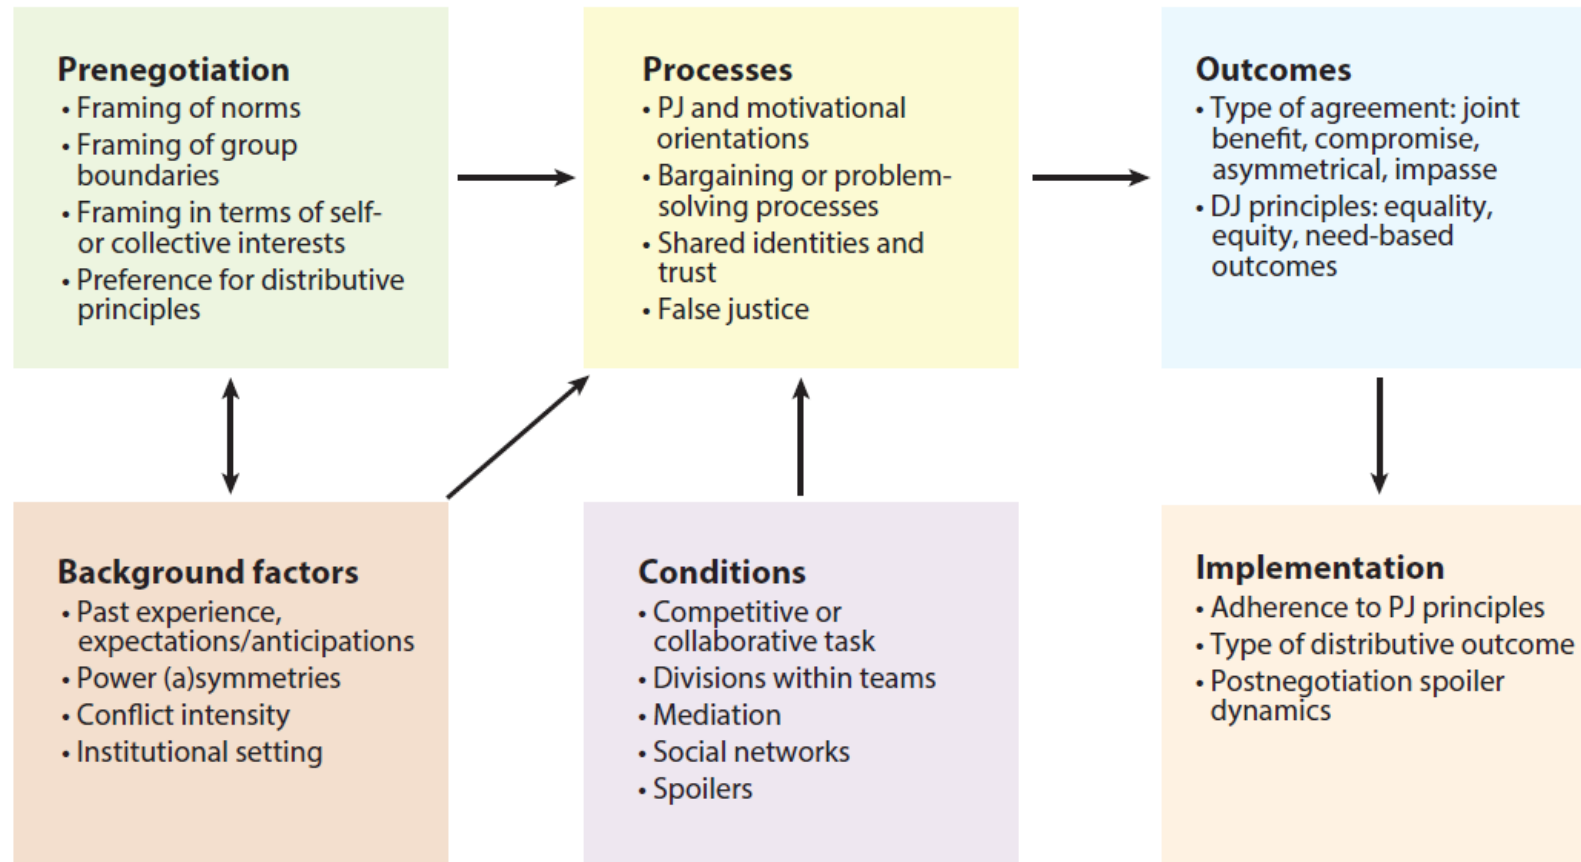 Prenegotiation
• Framing of norms
• Framing of group
boundaries
• Framing in terms of self-
or collective interests
• Preference for distributive
principles
Processes
• PJ and motivational
orientations
• Bargaining or problem-
solving processes
• Shared identities and
trust
• False justice
Outcomes
• Type of agreement: joint
benefit, compromise,
asymmetrical, impasse
• DJ principles: equality,
equity, need-based
outcomes
Background factors
• Past experience,
expectations/anticipations
• Power (a)symmetries
• Conflict intensity
• Institutional setting
Conditions
• Competitive or
collaborative task
• Divisions within teams
• Mediation
• Social networks
• Spoilers
Implementation
• Adherence to PJ principles
• Type of distributive outcome
• Postnegotiation spoiler
dynamics